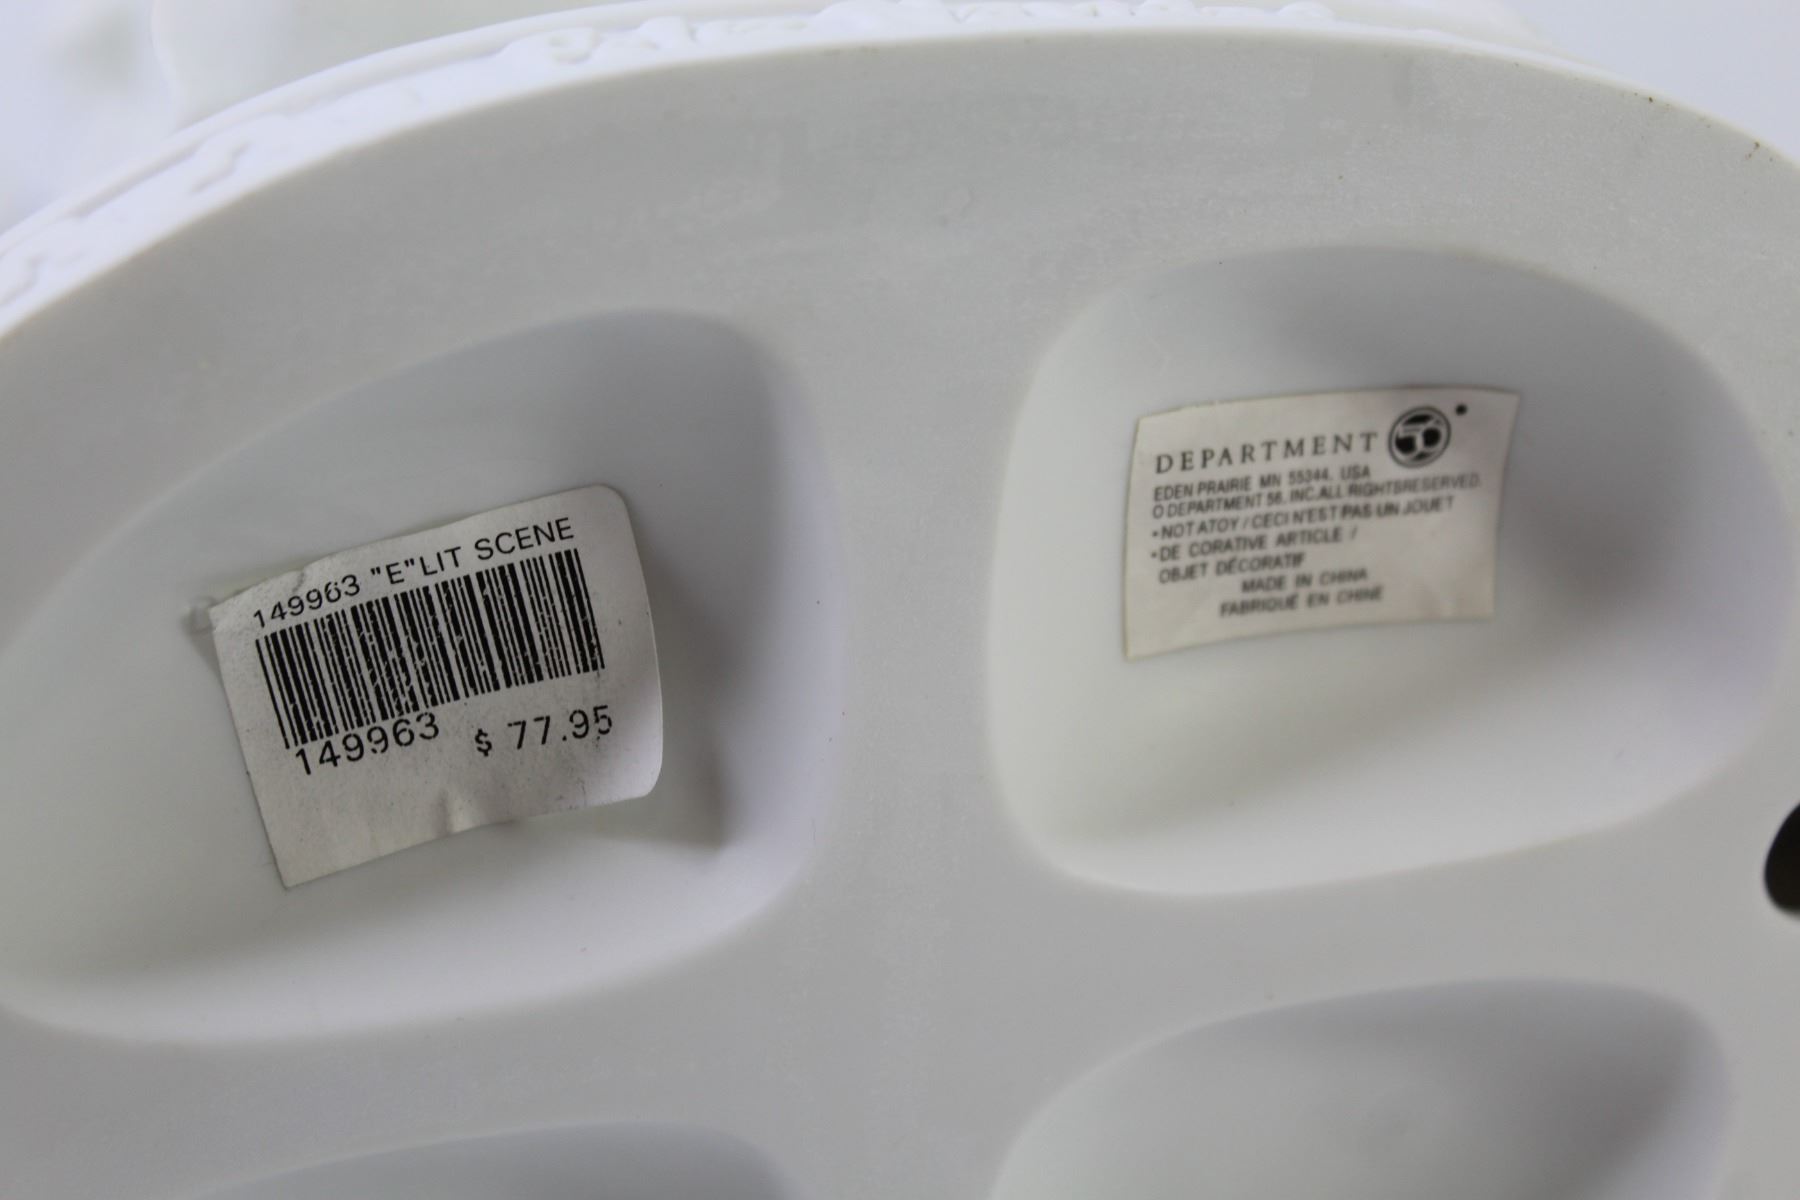 149963 "E"LIT SCENE
149963 $ 77.95
DEPARTMENT 56
EDEN PRAIRIE MN 55344, USA
© DEPARTMENT 56, INC.ALL RIGHTSRESERVED.
•NOT ATOY / CECI N'EST PAS UN JOUET
•DE CORATIVE ARTICLE /
OBJET DÉCORATIF
MADE IN CHINA
FABRIQUÉ EN CHINE